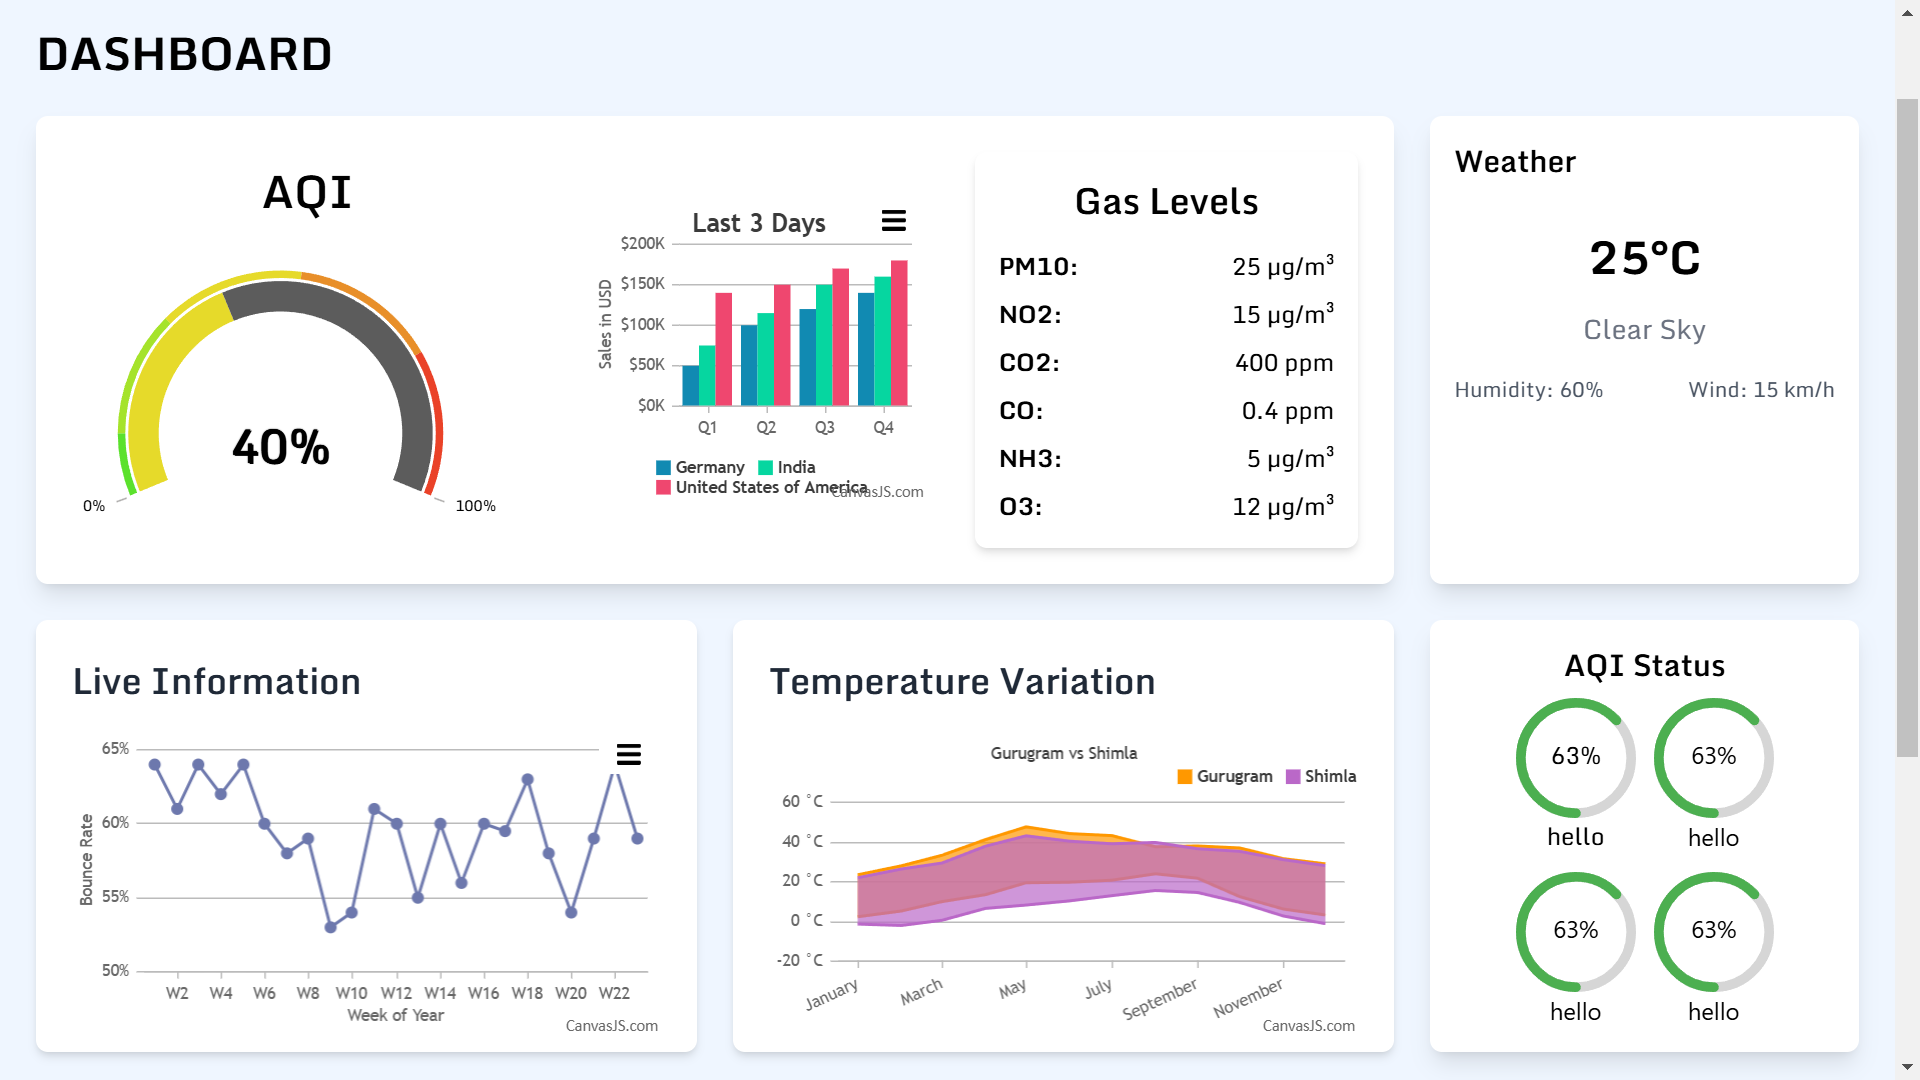 DASHBOARD
AQI
40%
0%
100%
Last 3 Days
Sales in USD
$200K
$150K
$100K
$50K
$0K
Q1 Q2 Q3 Q4
Germany India
United States of America
CanvasJS.com
Gas Levels
PM10: 25 µg/m³
NO2: 15 µg/m³
CO2: 400 ppm
CO: 0.4 ppm
NH3: 5 µg/m³
O3: 12 µg/m³
Weather
25°C
Clear Sky
Humidity: 60% Wind: 15 km/h
Live Information
Bounce Rate
65%
60%
55%
50%
W2 W4 W6 W8 W10 W12 W14 W16 W18 W20 W22
Week of Year
CanvasJS.com
Temperature Variation
Gurugram vs Shimla
Gurugram Shimla
60 °C
40 °C
20 °C
0 °C
-20 °C
January March May July September November
CanvasJS.com
AQI Status
63% 63%
hello hello
63% 63%
hello hello